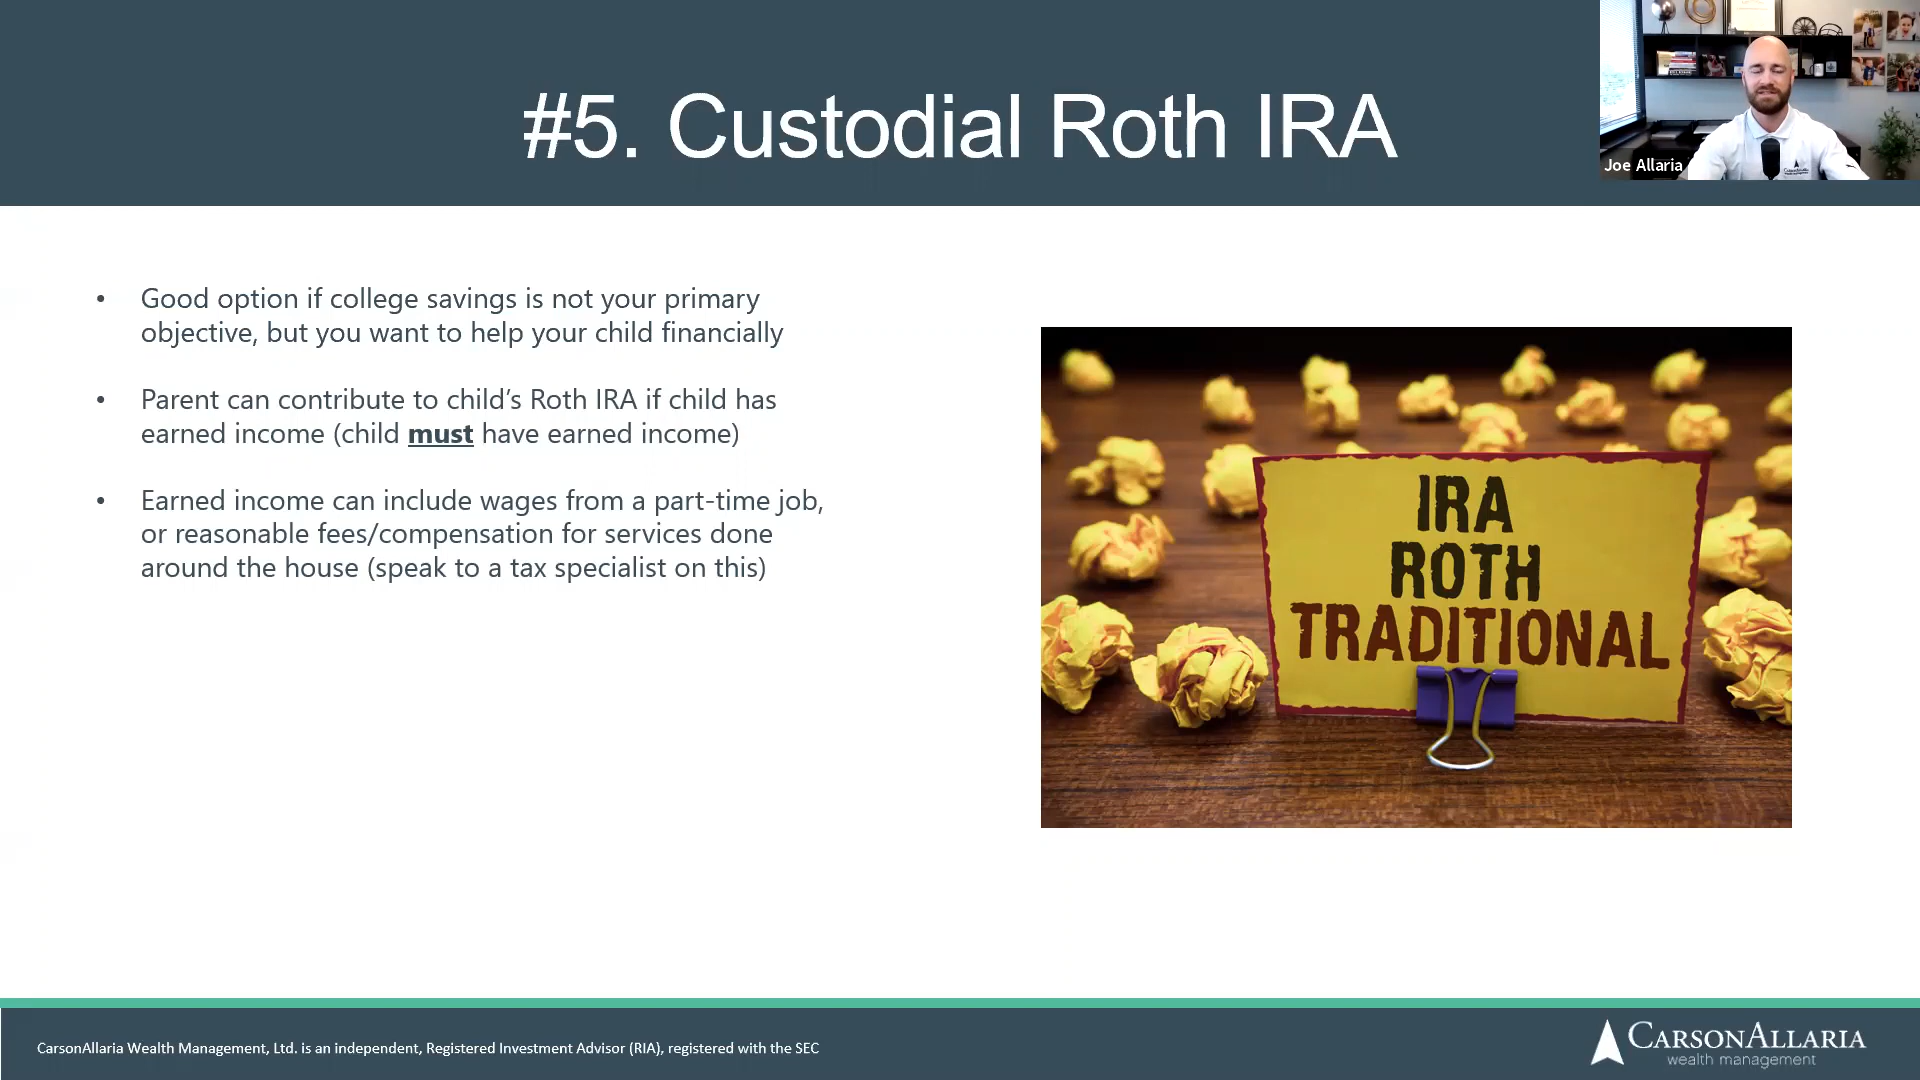 #5. Custodial Roth IRA
Joe Allaria
• Good option if college savings is not your primary
objective, but you want to help your child financially
• Parent can contribute to child’s Roth IRA if child has
earned income (child must have earned income)
• Earned income can include wages from a part-time job,
or reasonable fees/compensation for services done
around the house (speak to a tax specialist on this)
IRA
ROTH
TRADITIONAL
CarsonAllaria Wealth Management, Ltd. is an independent, Registered Investment Advisor (RIA), registered with the SEC
CARSONALLARIA
wealth management